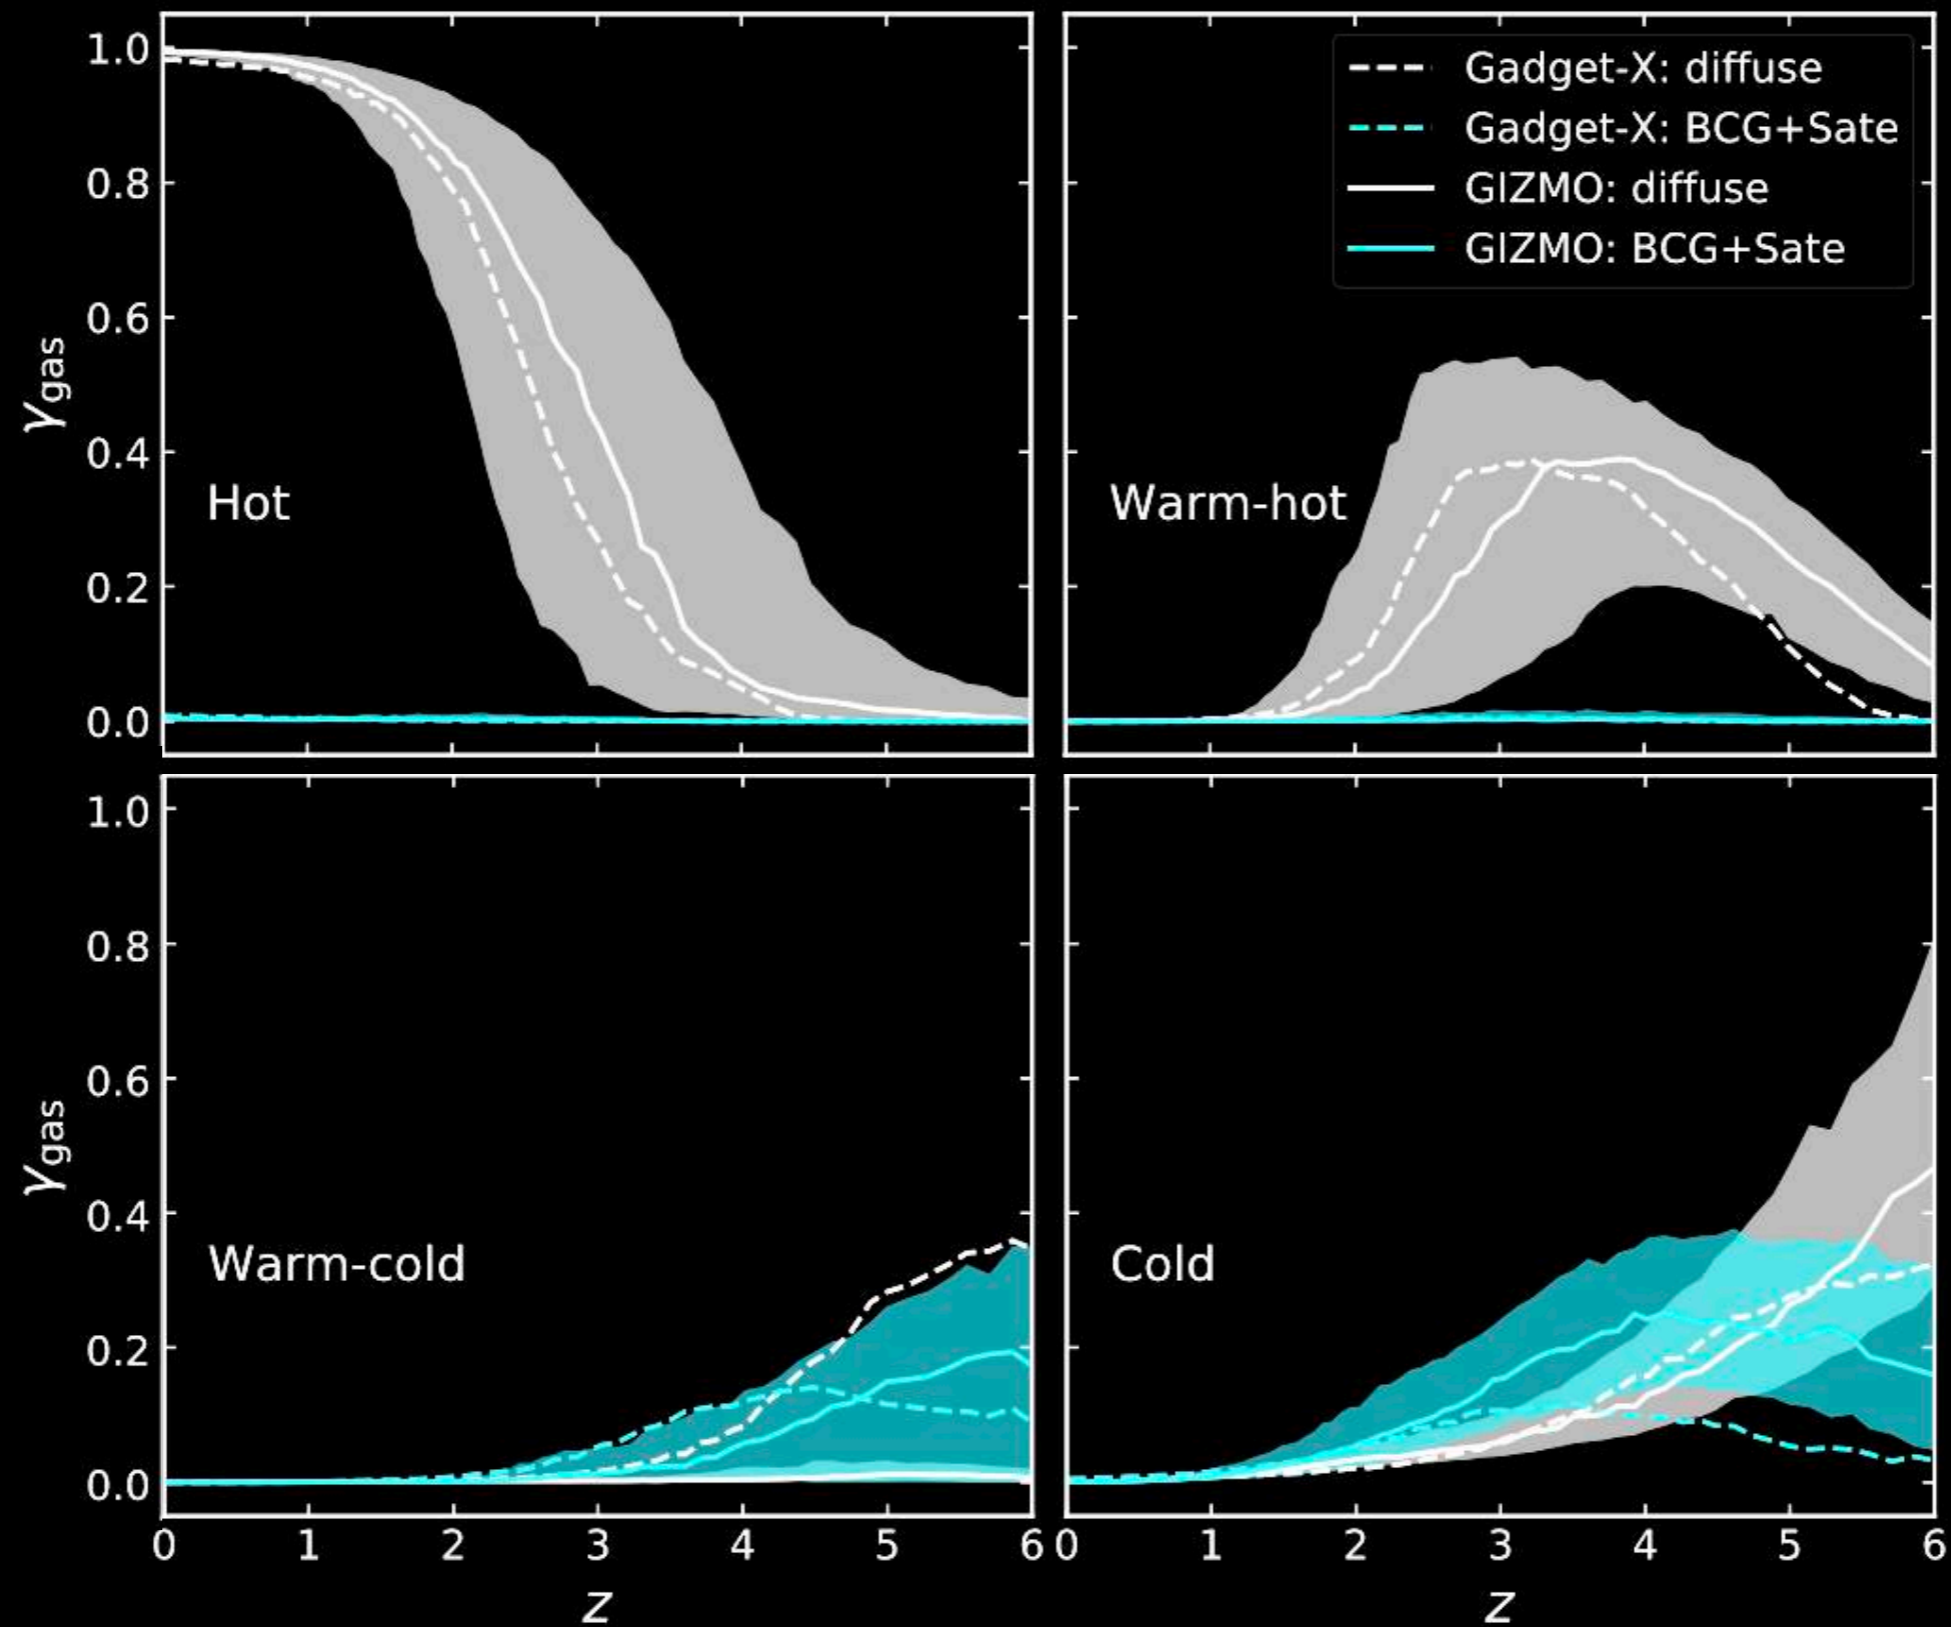 1.0
0.8
0.6
0.4
0.2
0.0
γgas
Hot
Gadget-X: diffuse
Gadget-X: BCG+Sate
GIZMO: diffuse
GIZMO: BCG+Sate
Warm-hot
1.0
0.8
0.6
0.4
0.2
0.0
γgas
Warm-cold
Cold
0 1 2 3 4 5 6
0 1 2 3 4 5 6
z
z